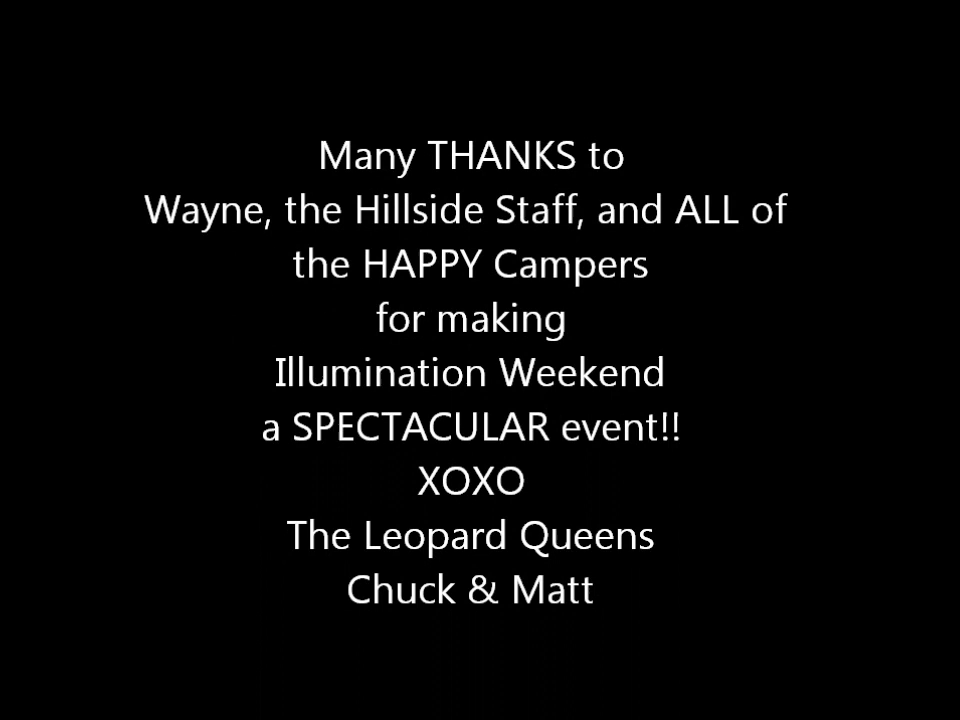 Many THANKS to
Wayne, the Hillside Staff, and ALL of
the HAPPY Campers
for making
Illumination Weekend
a SPECTACULAR event!!
XOXO
The Leopard Queens
Chuck & Matt